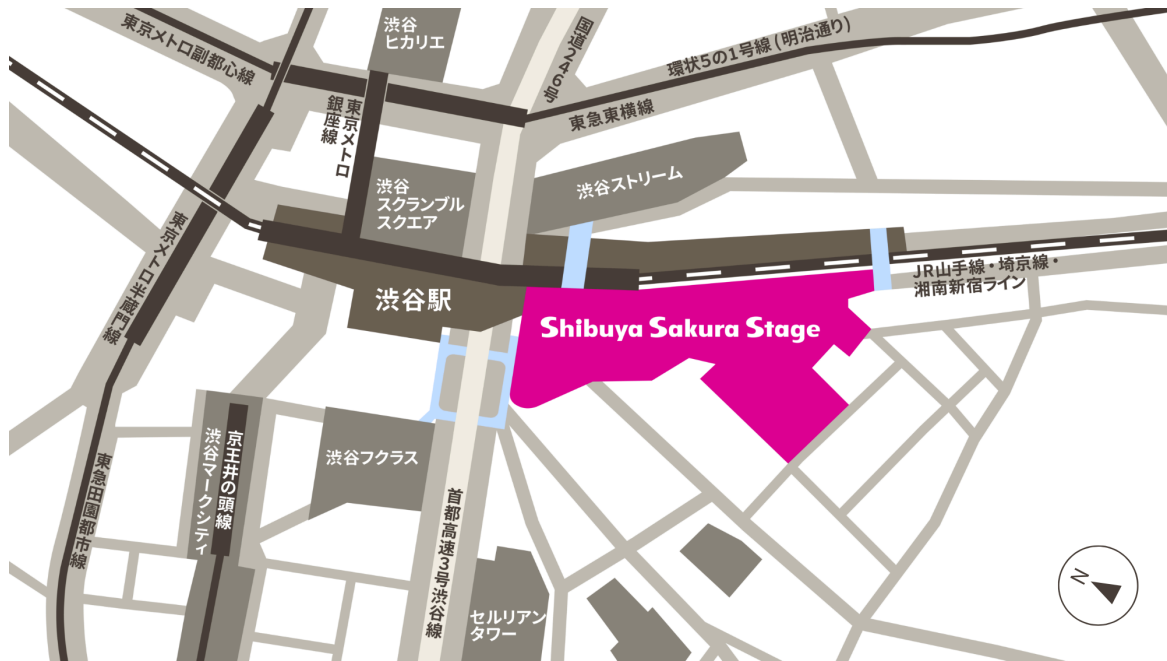 東京メトロ副都心線
渋谷
ヒカリエ
国道246号
環状5の1号線 (明治通り)
東急東横線
東京メトロ
銀座線
渋谷
スクランブル
スクエア
渋谷ストリーム
東京メトロ半蔵門線
渋谷駅
JR山手線・埼京線・
湘南新宿ライン
Shibuya Sakura Stage
京王井の頭線
渋谷マークシティ
渋谷フクラス
東急田園都市線
首都高速3号渋谷線
セルリアン
タワー
N